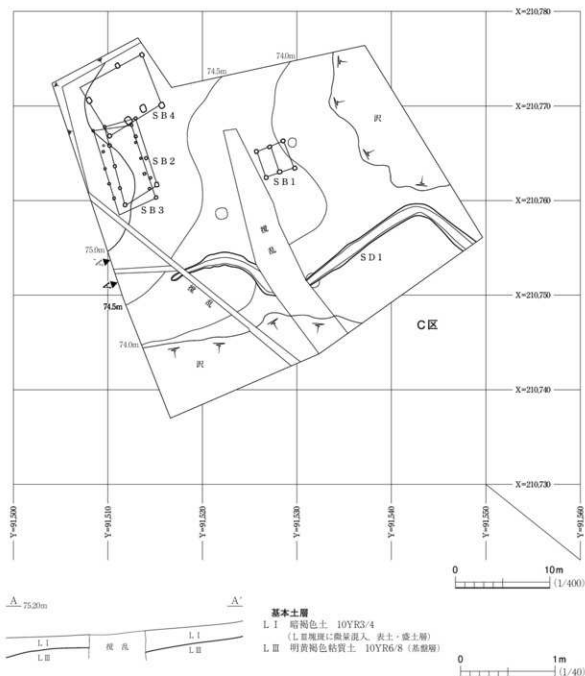 X=210,780
74.0m
74.5m
沢
X=210,770
SB4
SB2
SB1
SB3
X=210,760
撹乱
75.0m
SD1
撹乱
X=210,750
74.5m
C区
74.0m
沢
X=210,740
X=210,730
Y=91,500
Y=91,510
Y=91,520
Y=91,530
Y=91,540
Y=91,550
Y=91,560
0 10m
(1/400)
A 75.20m A′
LⅠ 撹乱 LⅠ
LⅢ LⅢ
基本土層
LⅠ 暗褐色土 10YR3/4
(LⅢ塊斑に微量混入 表土・盛土層)
LⅢ 明黄褐色粘質土 10YR6/8 (基盤層)
0 1m
(1/40)